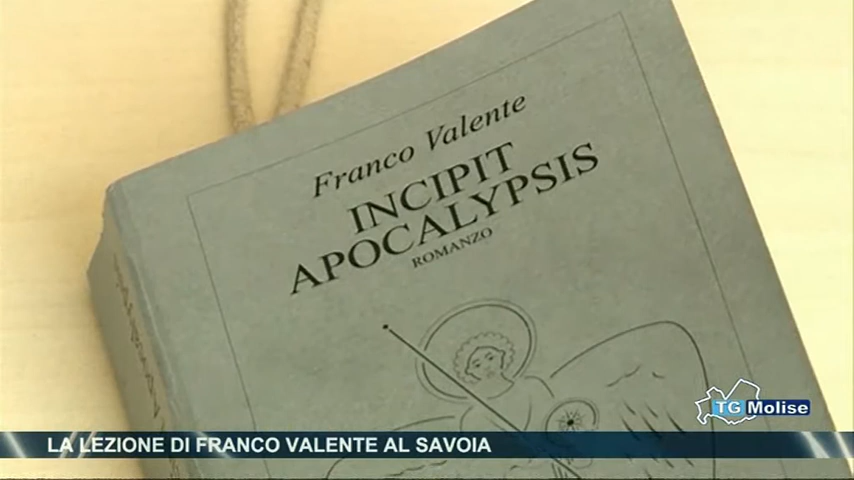 Franco Valente
INCIPIT
APOCALYPSIS
ROMANZO
TG Molise
LA LEZIONE DI FRANCO VALENTE AL SAVOIA